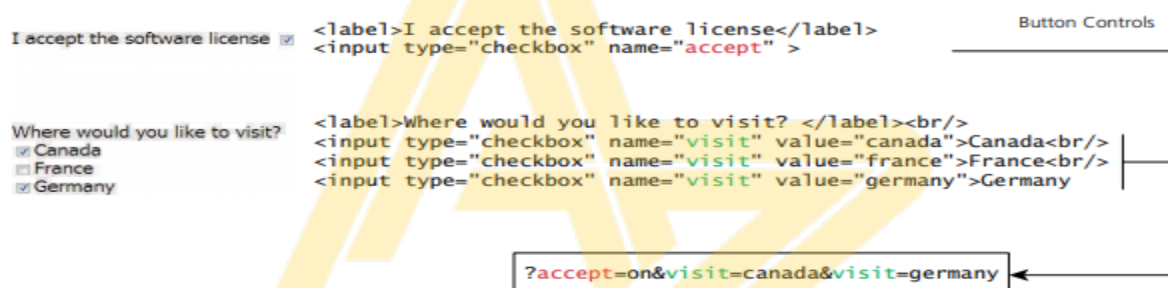 I accept the software license
<label>I accept the software license</label>
<input type="checkbox" name="accept" >
Button Controls
Where would you like to visit?
Canada
France
Germany
<label>Where would you like to visit? </label><br/>
<input type="checkbox" name="visit" value="canada">Canada<br/>
<input type="checkbox" name="visit" value="france">France<br/>
<input type="checkbox" name="visit" value="germany">Germany
?accept=on&visit=canada&visit=germany